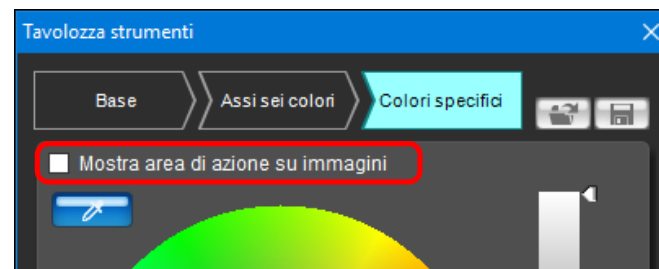 Tavolozza strumenti
Base
Assi sei colori
Colori specifici
Mostra area di azione su immagini